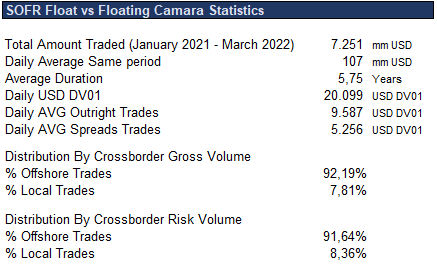 SOFR Float vs Floating Camara Statistics
Total Amount Traded (January 2021 - March 2022) 7.251 mm USD
Daily Average Same period 107 mm USD
Average Duration 5,75 Years
Daily USD DV01 20.099 USD DV01
Daily AVG Outright Trades 9.587 USD DV01
Daily AVG Spreads Trades 5.256 USD DV01
Distribution By Crossborder Gross Volume
% Offshore Trades 92,19%
% Local Trades 7,81%
Distribution By Crossborder Risk Volume
% Offshore Trades 91,64%
% Local Trades 8,36%